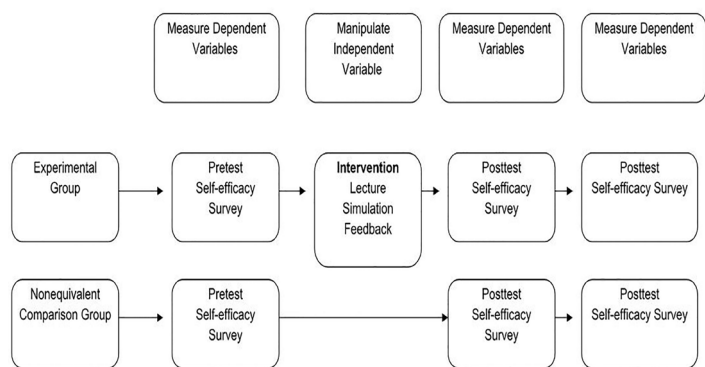 Measure Dependent
Variables
Manipulate
Independent
Variable
Measure Dependent
Variables
Measure Dependent
Variables
Experimental
Group
Pretest
Self-efficacy
Survey
Intervention
Lecture
Simulation
Feedback
Posttest
Self-efficacy
Survey
Posttest
Self-efficacy Survey
Nonequivalent
Comparison Group
Pretest
Self-efficacy
Survey
Posttest
Self-efficacy
Survey
Posttest
Self-efficacy Survey